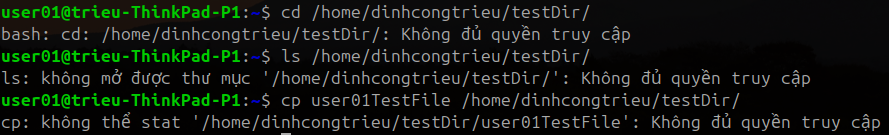 user01@trieu-ThinkPad-P1:~$ cd /home/dinhcongtrieu/testDir/
bash: cd: /home/dinhcongtrieu/testDir/: Không đủ quyền truy cập
user01@trieu-ThinkPad-P1:~$ ls /home/dinhcongtrieu/testDir/
ls: không mở được thư mục '/home/dinhcongtrieu/testDir/': Không đủ quyền truy cập
user01@trieu-ThinkPad-P1:~$ cp user01TestFile /home/dinhcongtrieu/testDir/
cp: không thể stat '/home/dinhcongtrieu/testDir/user01TestFile': Không đủ quyền truy cập